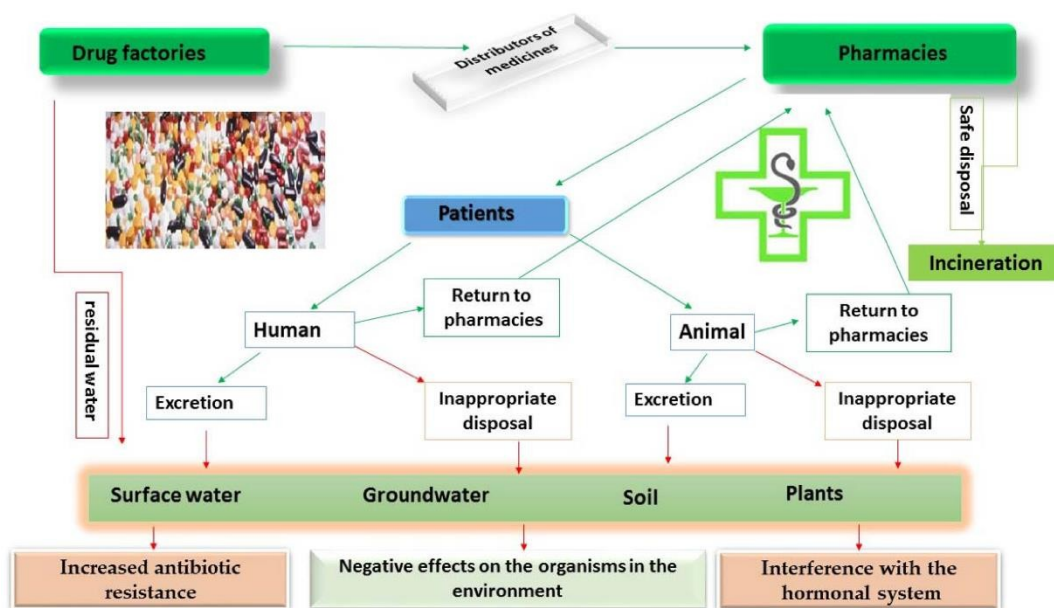 Drug factories
Distributors of
medicines
Pharmacies
Safe disposal
Patients
Incineration
residual water
Return to
pharmacies
Human
Animal
Return to
pharmacies
Excretion
Inappropriate
disposal
Excretion
Inappropriate
disposal
Surface water
Groundwater
Soil
Plants
Increased antibiotic
resistance
Negative effects on the organisms in the
environment
Interference with the
hormonal system